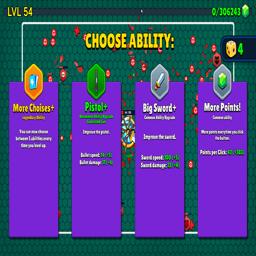 LVL 54
0/306243
CHOOSE ABILITY:
4
More Choises+
Legendary Ability
You can now choose
between 5 abilities every
time you level up.
Pistol+
Improve the pistol.
Bullet speed:
Bullet damage:
Big Sword+
Common Ability Upgrade
Improve the sword.
Sword speed:
Sword damage:
More Points!
Common ability
More points every time you click
the button.
Points per Click: